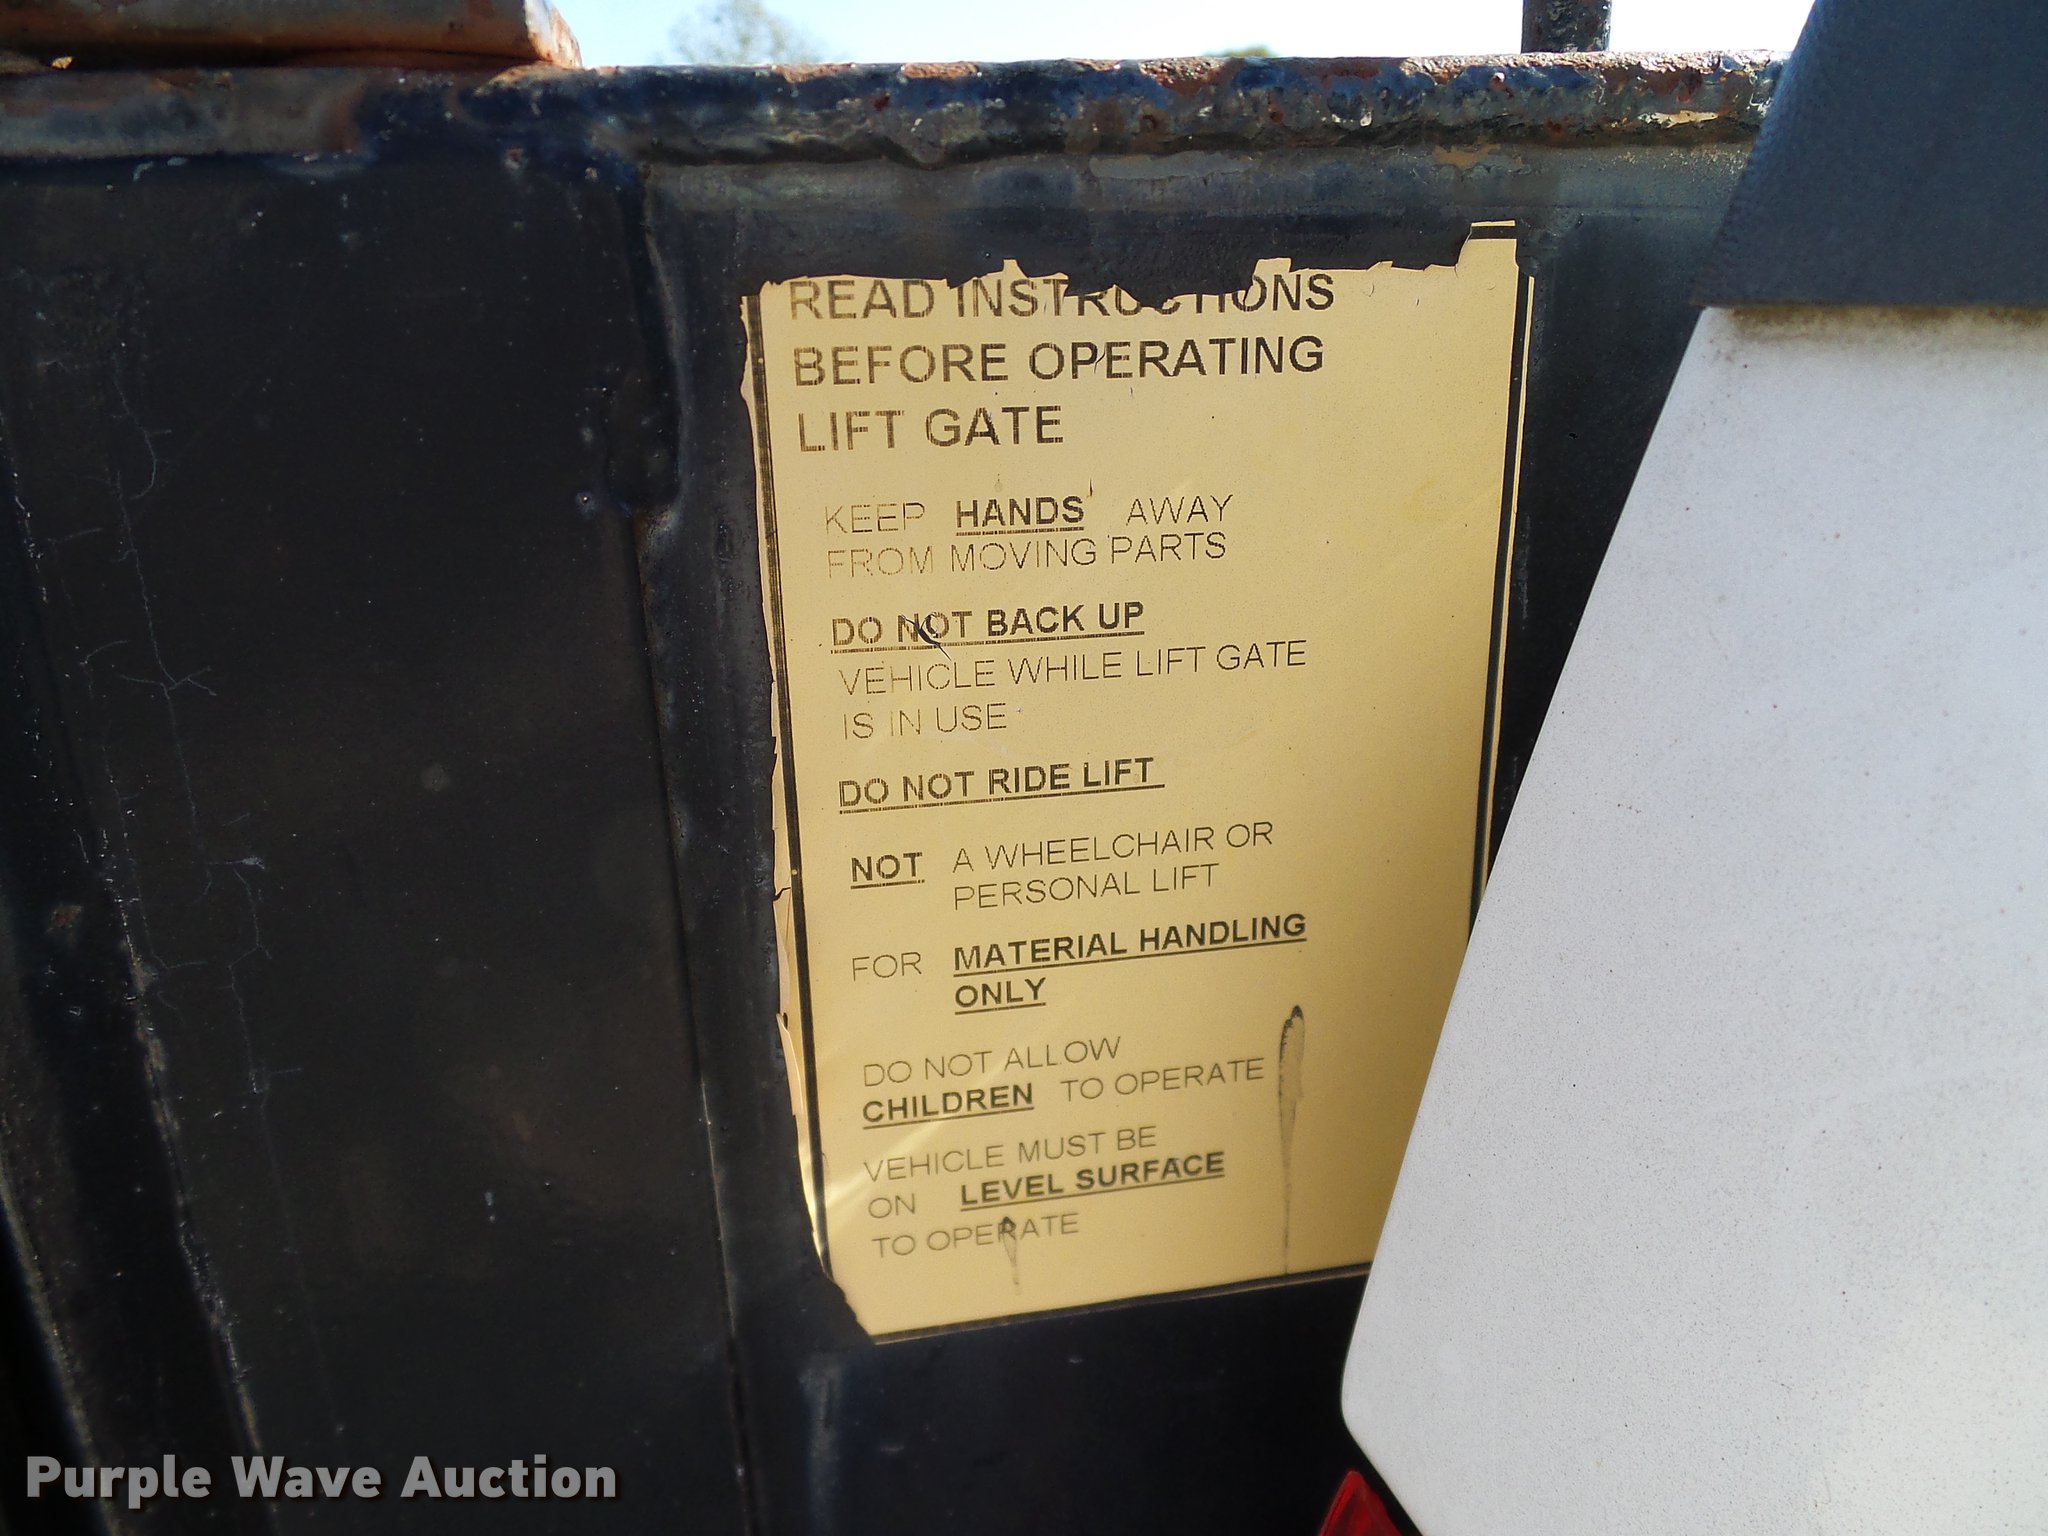 READ INSTRUCTIONS
BEFORE OPERATING
LIFT GATE
KEEP HANDS AWAY
FROM MOVING PARTS
DO NOT BACK UP
VEHICLE WHILE LIFT GATE
IS IN USE
DO NOT RIDE LIFT
NOT A WHEELCHAIR OR
PERSONAL LIFT
FOR MATERIAL HANDLING
ONLY
DO NOT ALLOW
CHILDREN TO OPERATE
VEHICLE MUST BE
ON LEVEL SURFACE
TO OPERATE
Purple Wave Auction